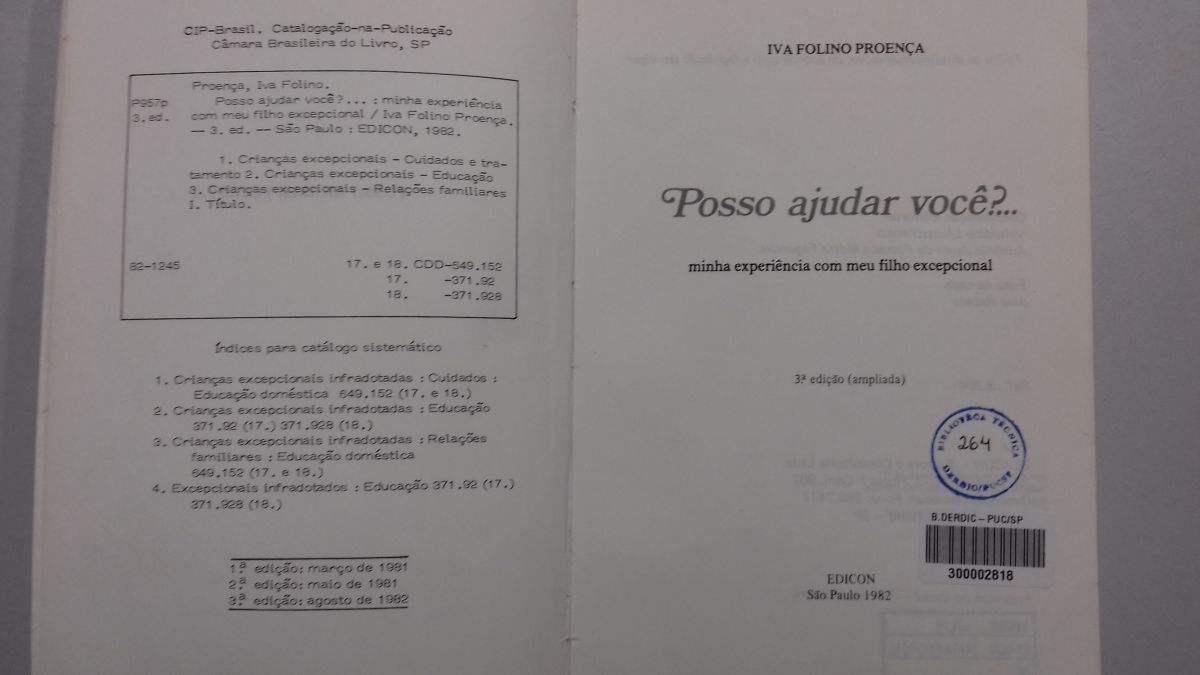 CIP-Brasil. Catalogação-na-Publicação
Câmara Brasileira do Livro, SP
Proença, Iva Folino.
P957p Posso ajudar você?... : minha experiência
3. ed. com meu filho excepcional / Iva Folino Proença.
— 3. ed. -- São Paulo : EDICON, 1982.
1. Crianças excepcionais - Cuidados e tra-
tamento 2. Crianças excepcionais - Educação
3. Crianças excepcionais - Relações familiares
I. Título.
82-1245 17. e 18. CDD-649.152
17. -371.92
18. -371.928
Índices para catálogo sistemático
1. Crianças excepcionais infradotadas : Cuidados :
Educação doméstica 649.152 (17. e 18.)
2. Crianças excepcionais infradotadas : Educação
371.92 (17.) 371.928 (18.)
3. Crianças excepcionais infradotadas : Relações
familiares : Educação doméstica
649.152 (17. e 18.)
4. Excepcionais infradotados : Educação 371.92 (17.)
371.928 (18.)
1ª edição: março de 1981
2ª edição: maio de 1981
3ª edição: agosto de 1982
IVA FOLINO PROENÇA
Posso ajudar você?...
minha experiência com meu filho excepcional
3ª edição (ampliada)
BIBLIOTECA TÉCNICA
264
B.DERDIC - PUC/SP
300002818
EDICON
São Paulo 1982